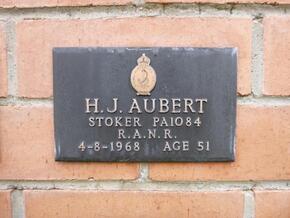 H. J. AUBERT
STOKER PA1084
R.A.N.R.
4-8-1968 AGE 51